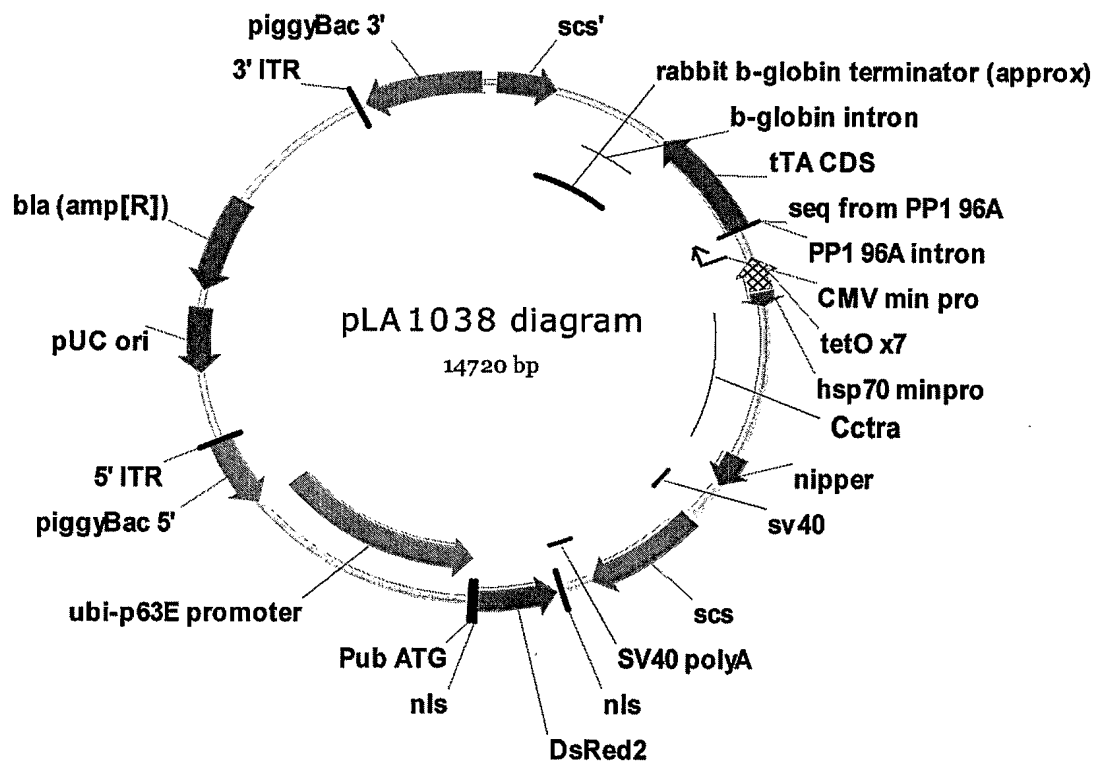 piggyBac 3'
scs'
3' ITR
rabbit b-globin terminator (approx)
b-globin intron
tTA CDS
bla (amp[R])
seq from PP1 96A
PP1 96A intron
CMV min pro
pLA1038 diagram
pUC ori
tetO x7
14720 bp
hsp70 minpro
Cctra
5' ITR
nipper
piggyBac 5'
sv40
ubi-p63E promoter
scs
Pub ATG
SV40 polyA
nls
nls
DsRed2